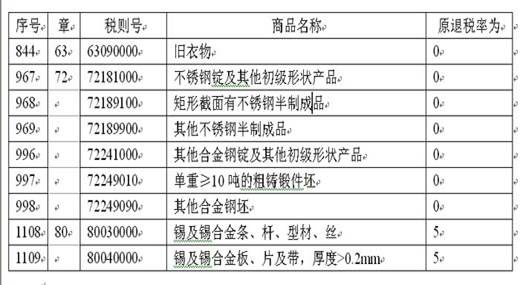 序号 章 税则号 商品名称 原退税率为
844 63 63090000 旧衣物 0
967 72 72181000 不锈钢锭及其他初级形状产品 0
968 72189100 矩形截面有不锈钢半制成品 0
969 72189900 其他不锈钢半制成品 0
996 72241000 其他合金钢锭及其他初级形状产品 0
997 72249010 单重≥10 吨的粗铸锻件坯 0
998 72249090 其他合金钢坯 0
1108 80 80030000 锡及锡合金条、杆、型材、丝 5
1109 80040000 锡及锡合金板、片及带，厚度>0.2mm 5